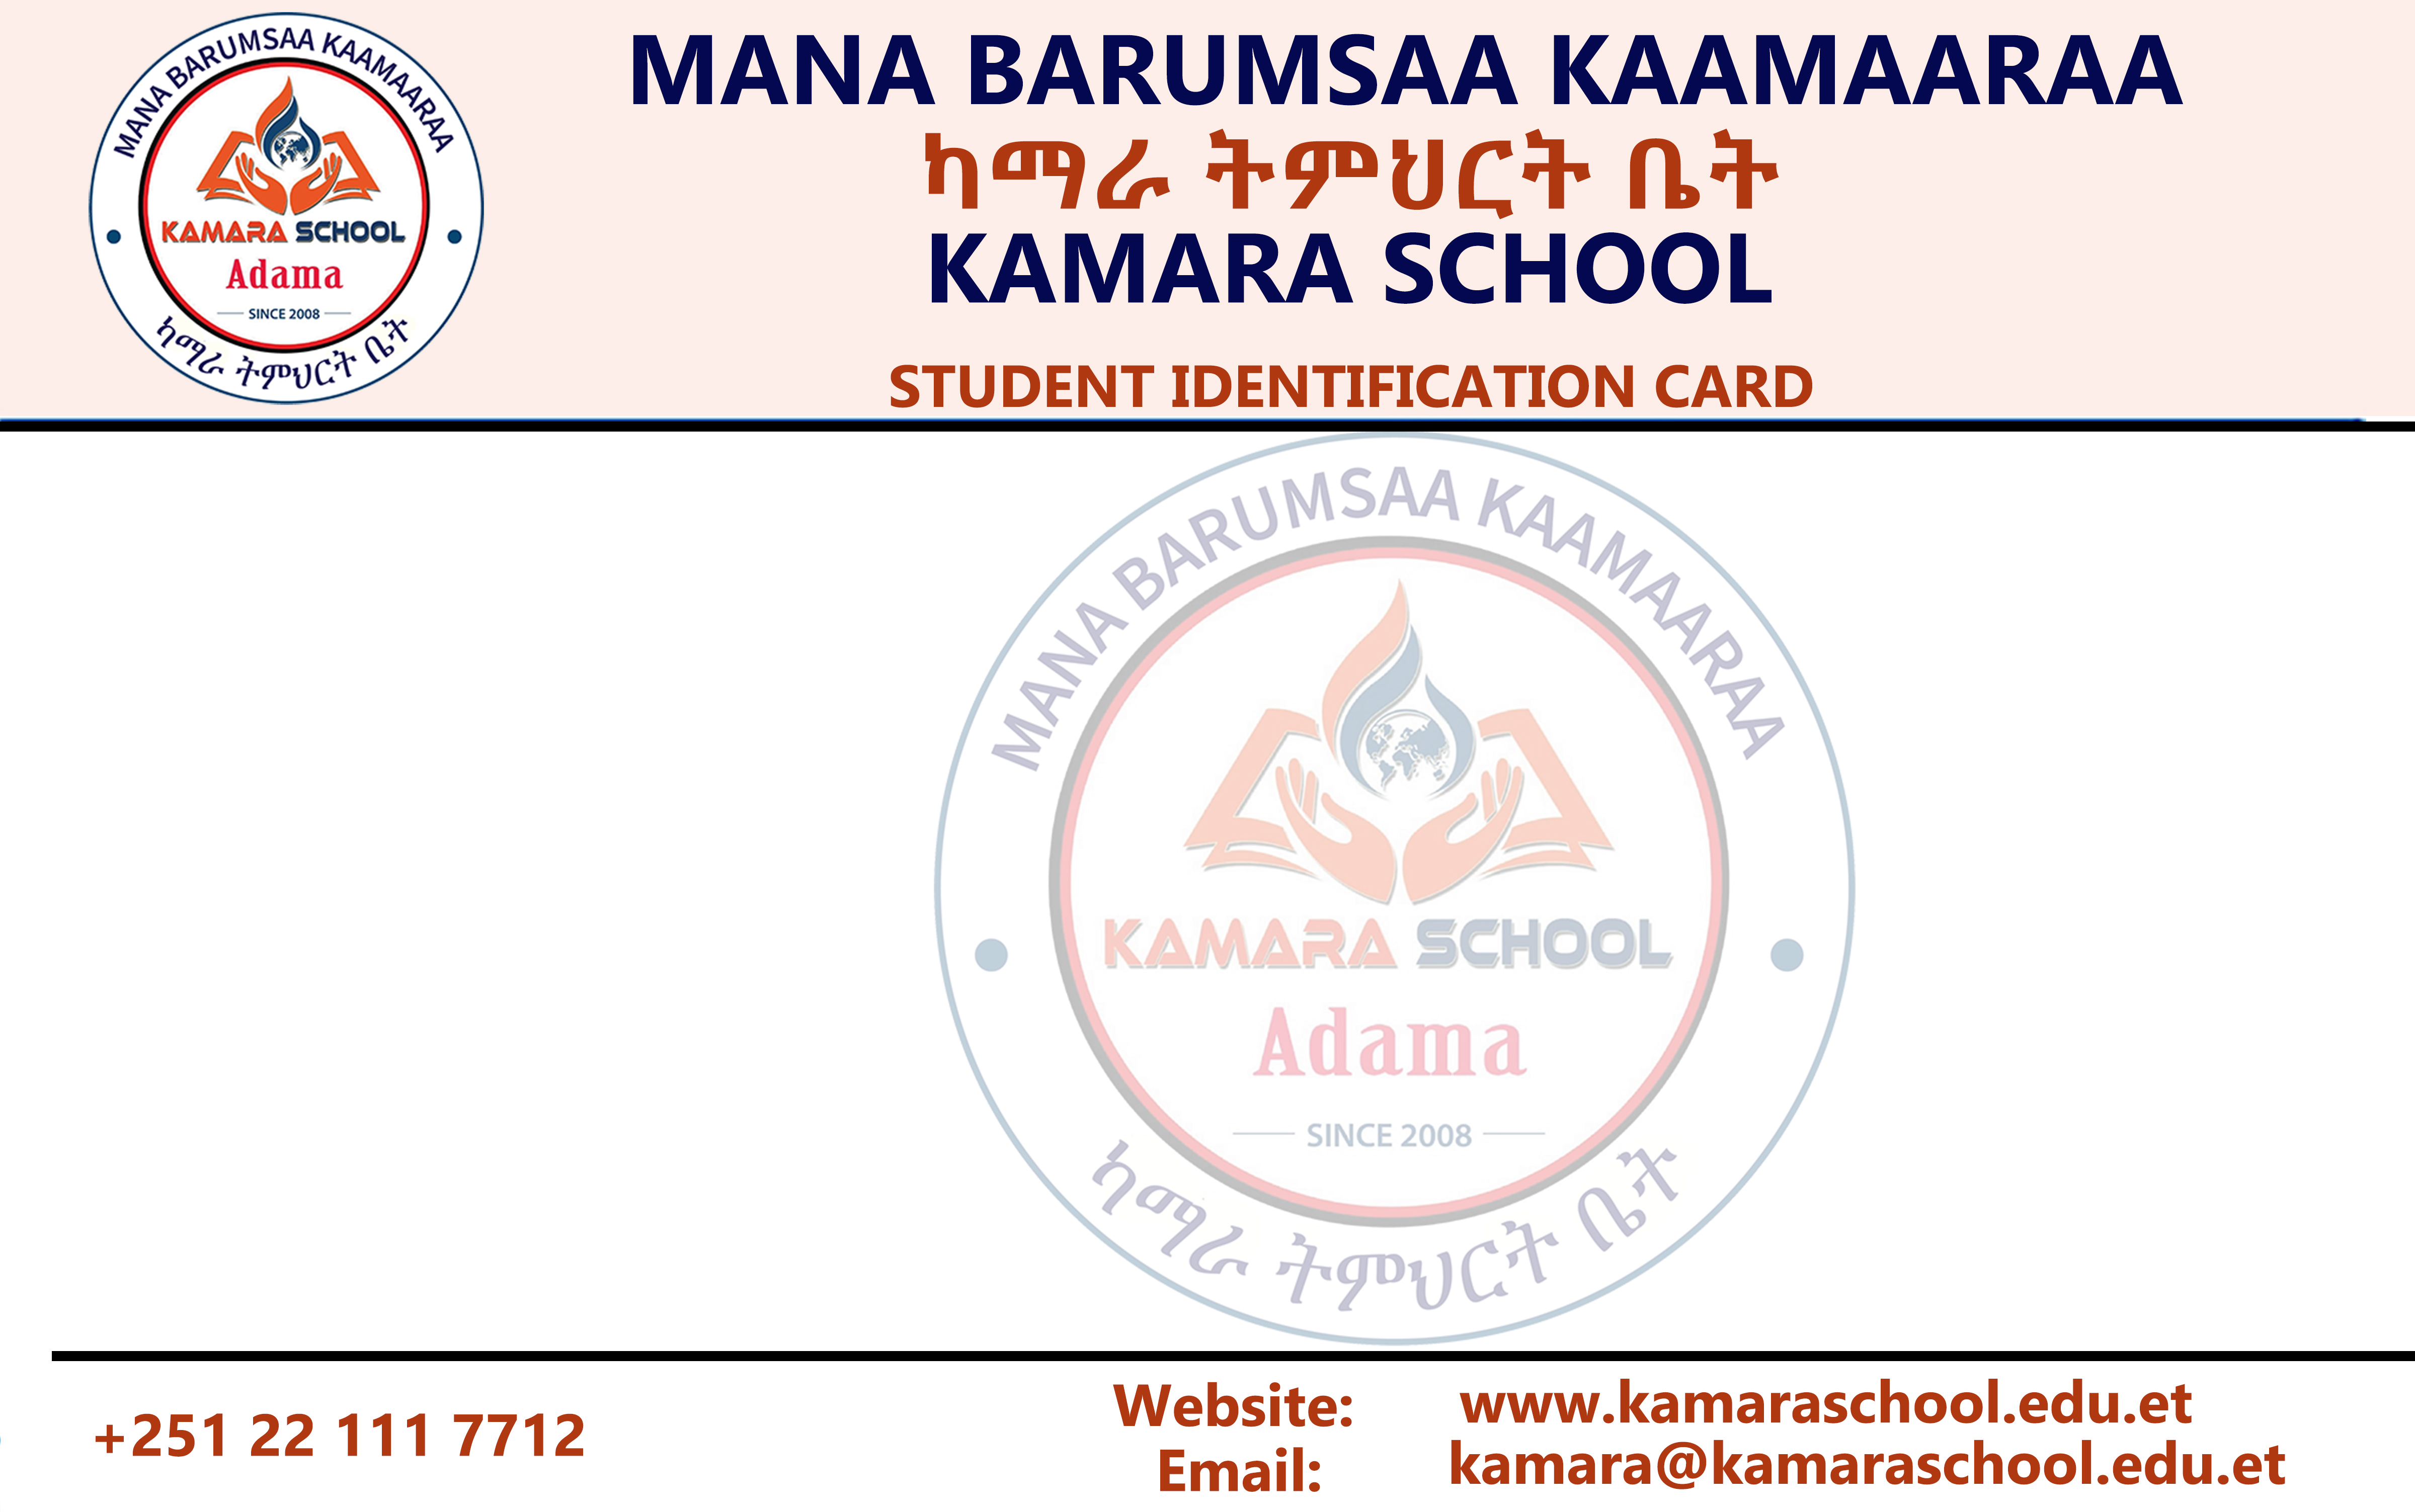 MANA BARUMSAA KAAMAARAA
ካማራ ትምህርት ቤት
KAMARA SCHOOL
STUDENT IDENTIFICATION CARD
MANA BARUMSAA KAAMAARAA
KAMARA SCHOOL
Adama
SINCE 2008
ካማራ ትምህርት ቤት
MANA BARUMSAA KAAMAARAA
KAMARA SCHOOL
Adama
SINCE 2008
ካማራ ትምህርት ቤት
+251 22 111 7712
Website: www.kamaraschool.edu.et
Email: kamara@kamaraschool.edu.et